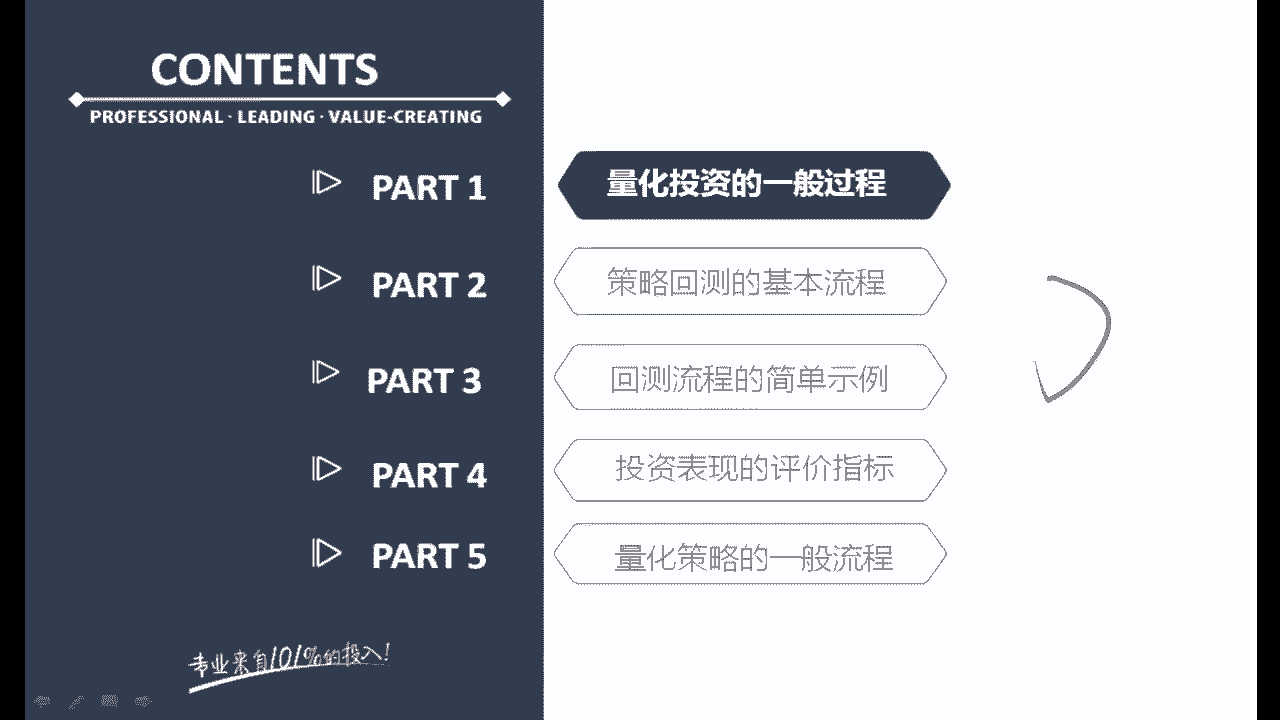 CONTENTS
PROFESSIONAL · LEADING · VALUE-CREATING
PART 1 量化投资的一般过程
PART 2 策略回测的基本流程
PART 3 回测流程的简单示例
PART 4 投资表现的评价指标
PART 5 量化策略的一般流程
专业来自101%的投入!